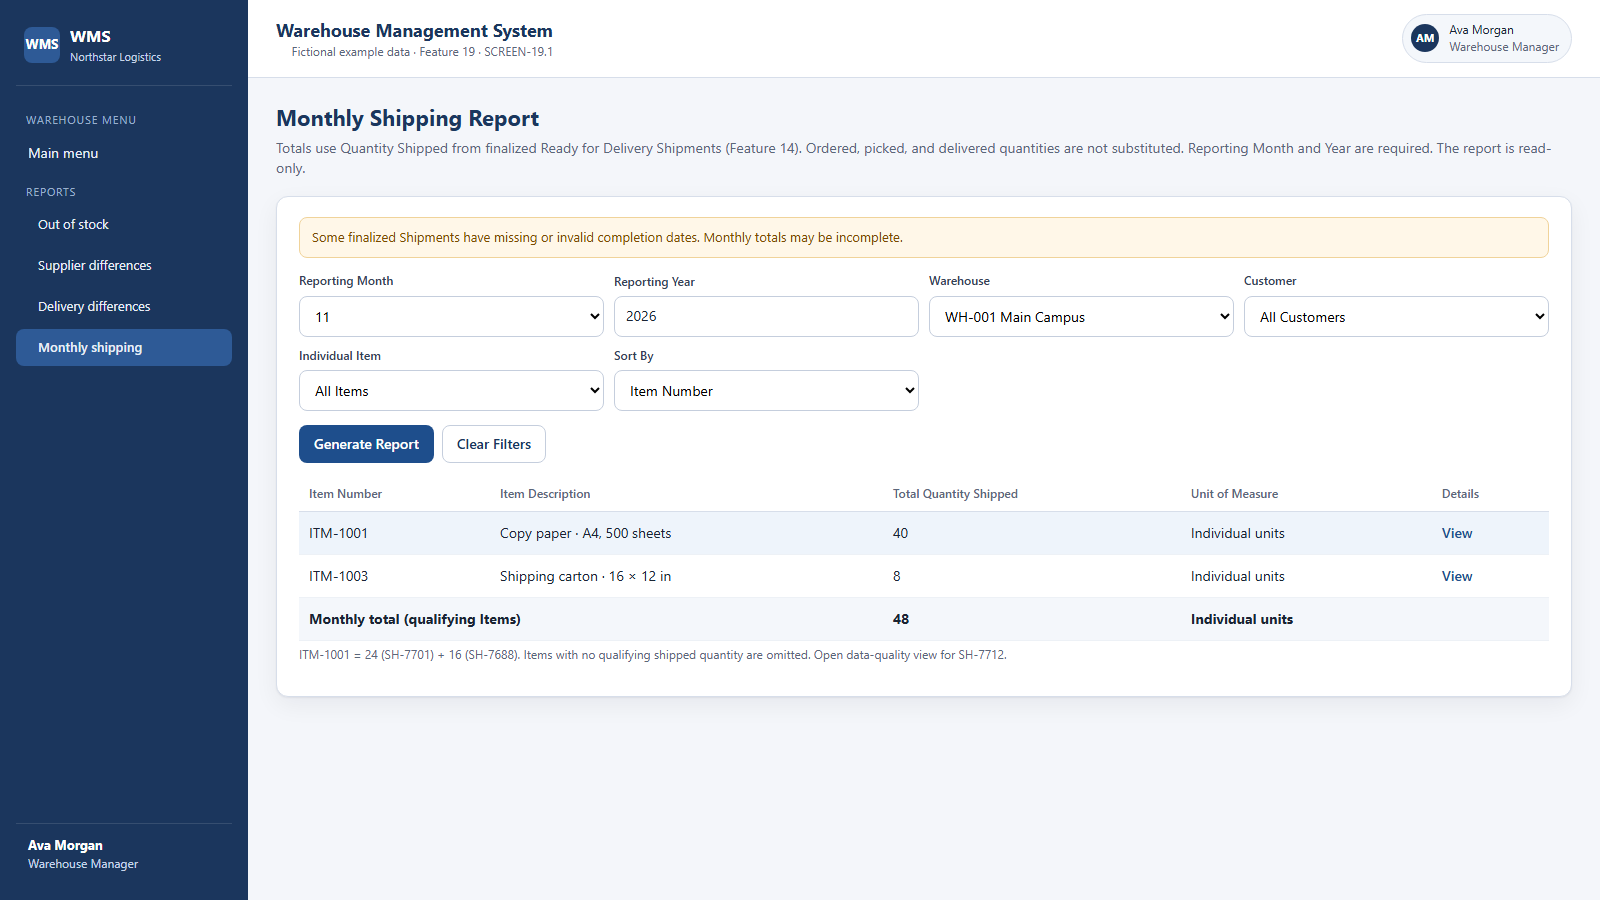 WMS
WMS
Northstar Logistics
WAREHOUSE MENU
Main menu
REPORTS
Out of stock
Supplier differences
Delivery differences
Monthly shipping
Ava Morgan
Warehouse Manager
Warehouse Management System
Fictional example data · Feature 19 · SCREEN-19.1
AM
Ava Morgan
Warehouse Manager
Monthly Shipping Report
Totals use Quantity Shipped from finalized Ready for Delivery Shipments (Feature 14). Ordered, picked, and delivered quantities are not substituted. Reporting Month and Year are required. The report is read-
only.
Some finalized Shipments have missing or invalid completion dates. Monthly totals may be incomplete.
Reporting Month Reporting Year Warehouse Customer
11 2026 WH-001 Main Campus All Customers
Individual Item Sort By
All Items Item Number
Generate Report Clear Filters
Item Number Item Description Total Quantity Shipped Unit of Measure Details
ITM-1001 Copy paper · A4, 500 sheets 40 Individual units View
ITM-1003 Shipping carton · 16 × 12 in 8 Individual units View
Monthly total (qualifying Items) 48 Individual units
ITM-1001 = 24 (SH-7701) + 16 (SH-7688). Items with no qualifying shipped quantity are omitted. Open data-quality view for SH-7712.